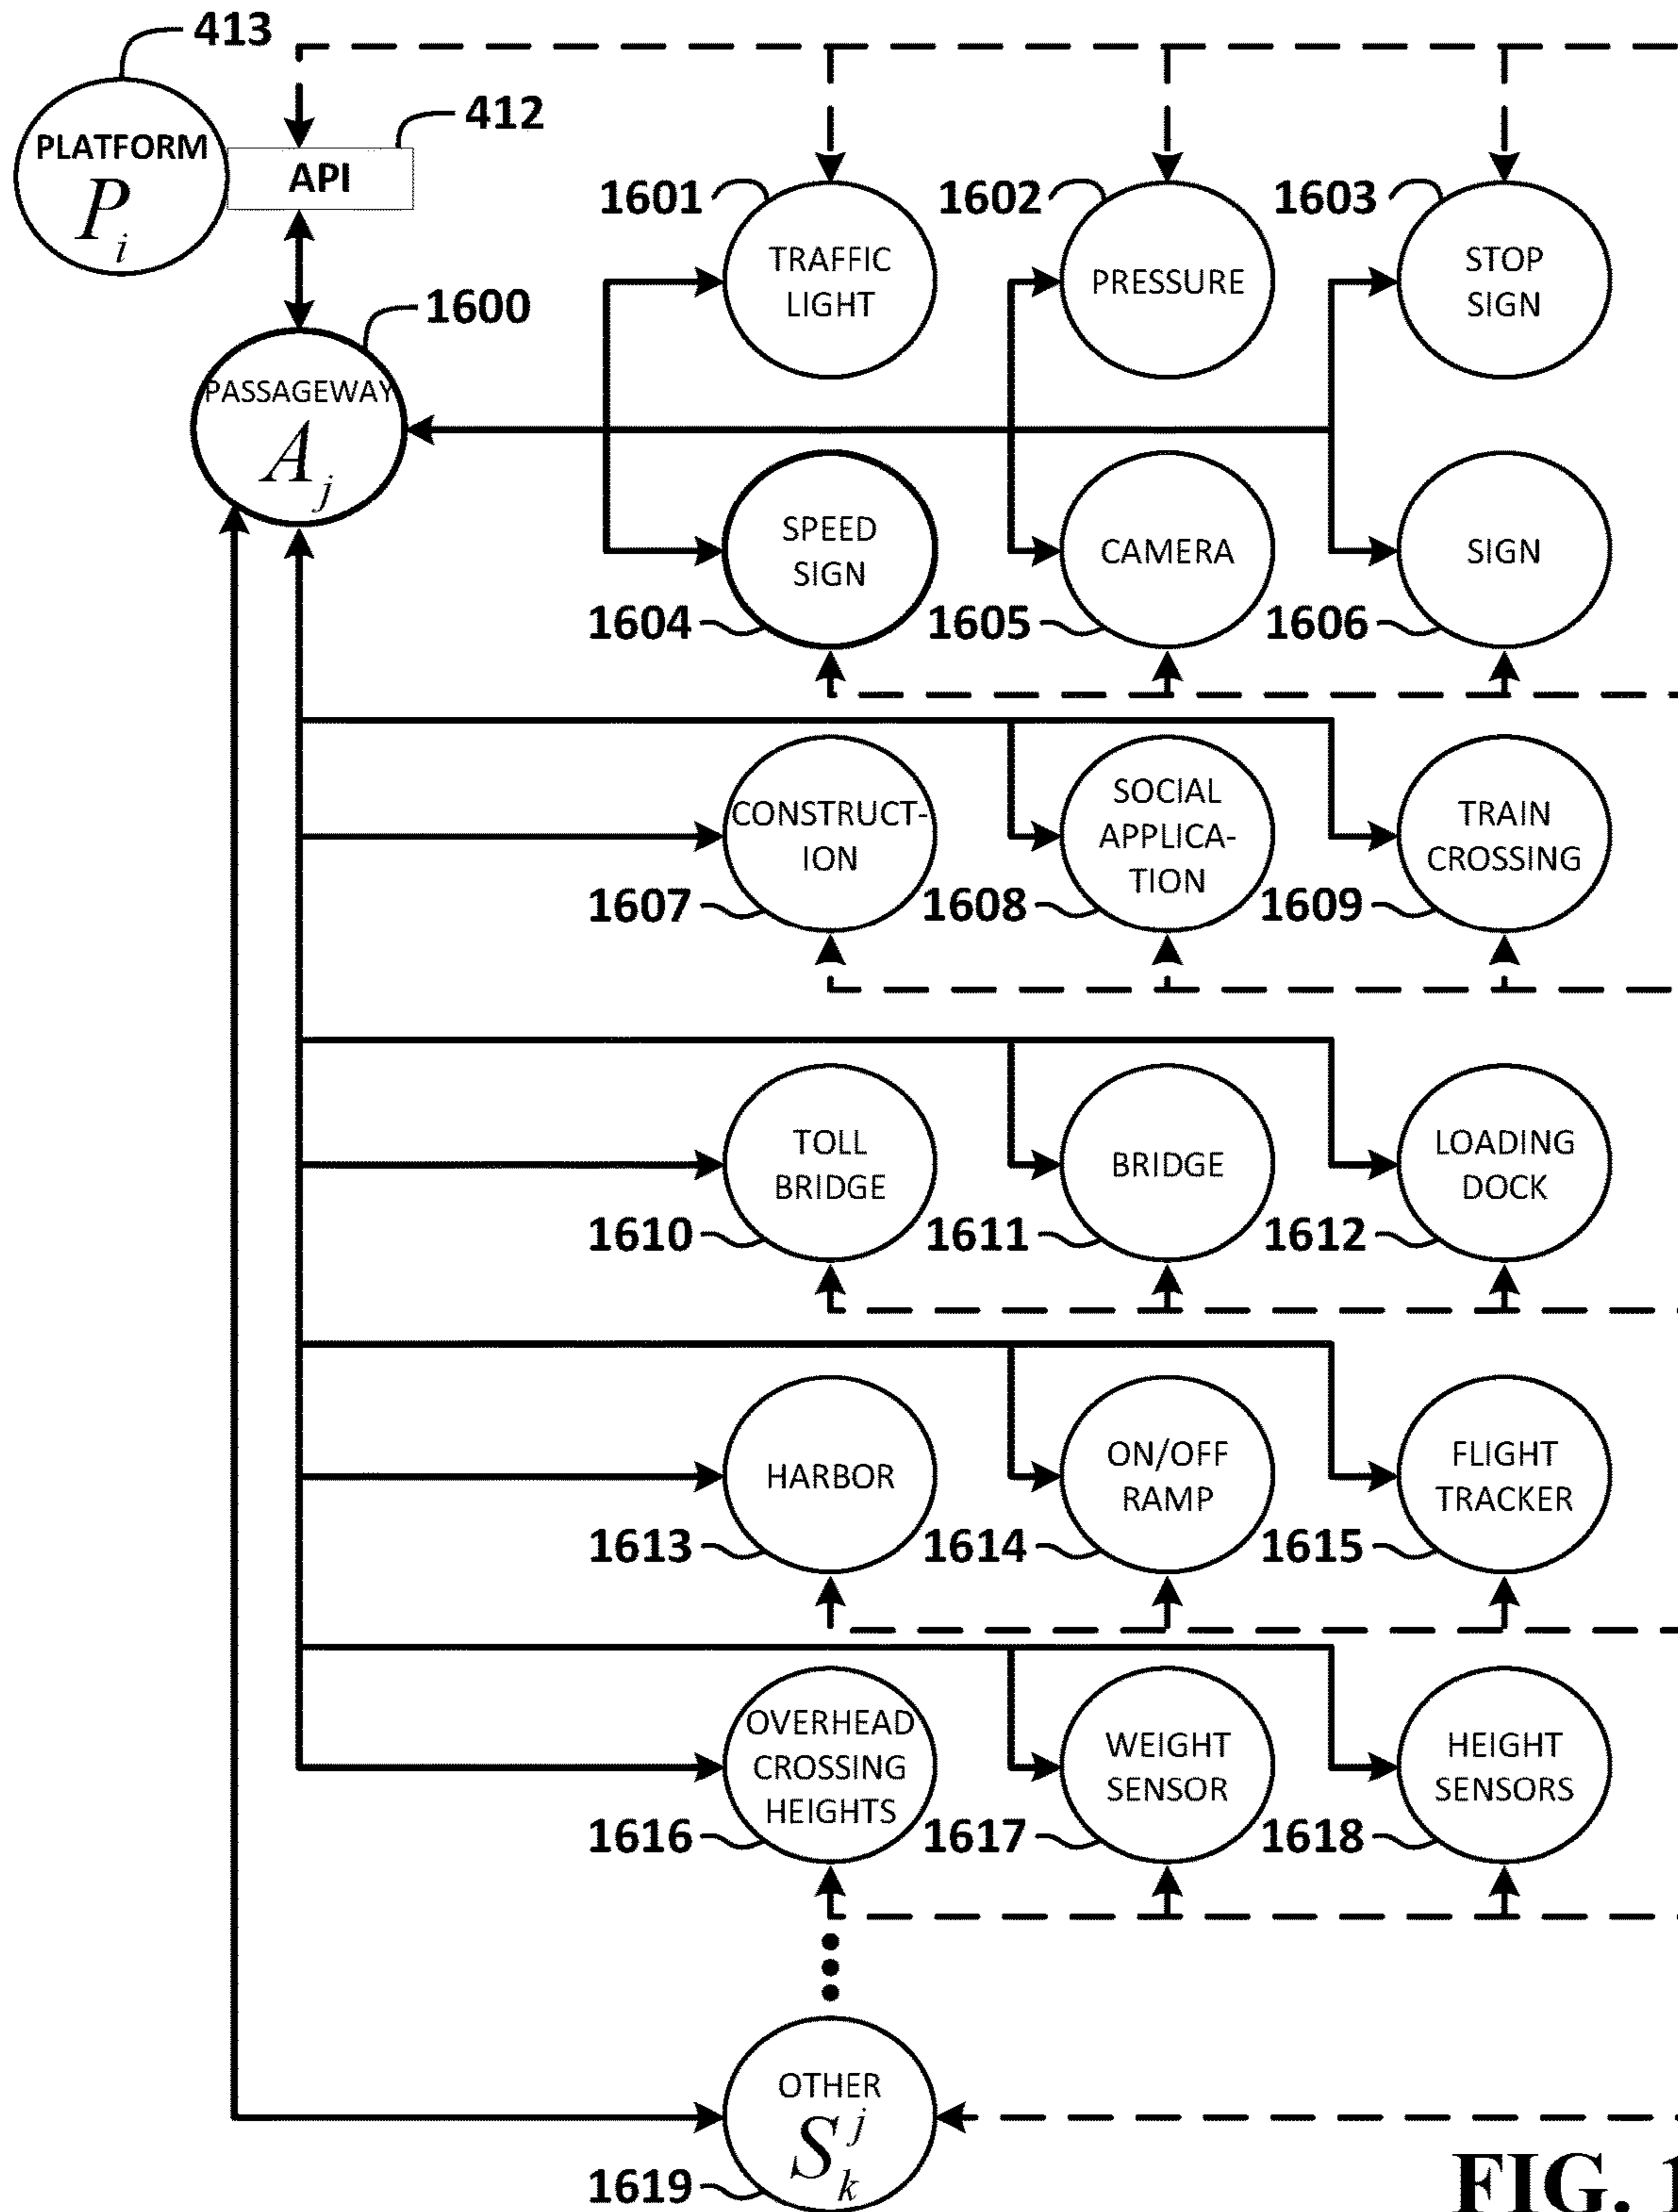 413
PLATFORM
P i
412
API
1600
PASSAGEWAY
A j
1601
TRAFFIC
LIGHT
1602
PRESSURE
1603
STOP
SIGN
SPEED
SIGN
1604
CAMERA
1605
SIGN
1606
CONSTRUCT-
ION
1607
SOCIAL
APPLICA-
TION
1608
TRAIN
CROSSING
1609
TOLL
BRIDGE
1610
BRIDGE
1611
LOADING
DOCK
1612
HARBOR
1613
ON/OFF
RAMP
1614
FLIGHT
TRACKER
1615
OVERHEAD
CROSSING
HEIGHTS
1616
WEIGHT
SENSOR
1617
HEIGHT
SENSORS
1618
OTHER
S j k
1619
FIG. 1